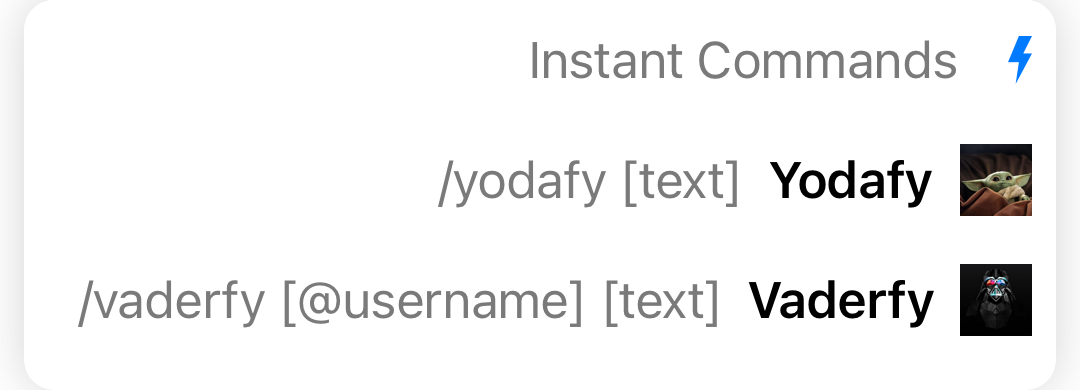 Instant Commands
/yodafy [text] Yodafy
/vaderfy [@username] [text] Vaderfy